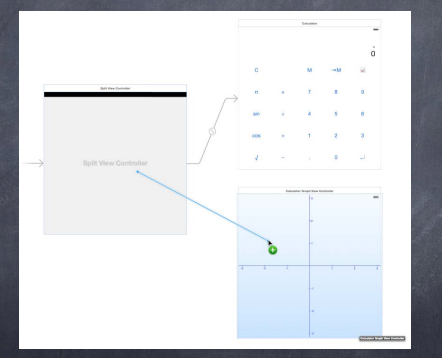 Calculator
0
C M →M
π × 7 8 9
sin ÷ 4 5 6
cos + 1 2 3
√ − . 0 ⏎
Split View Controller
Split View Controller
Calculator Graph View Controller
Calculator Graph View Controller